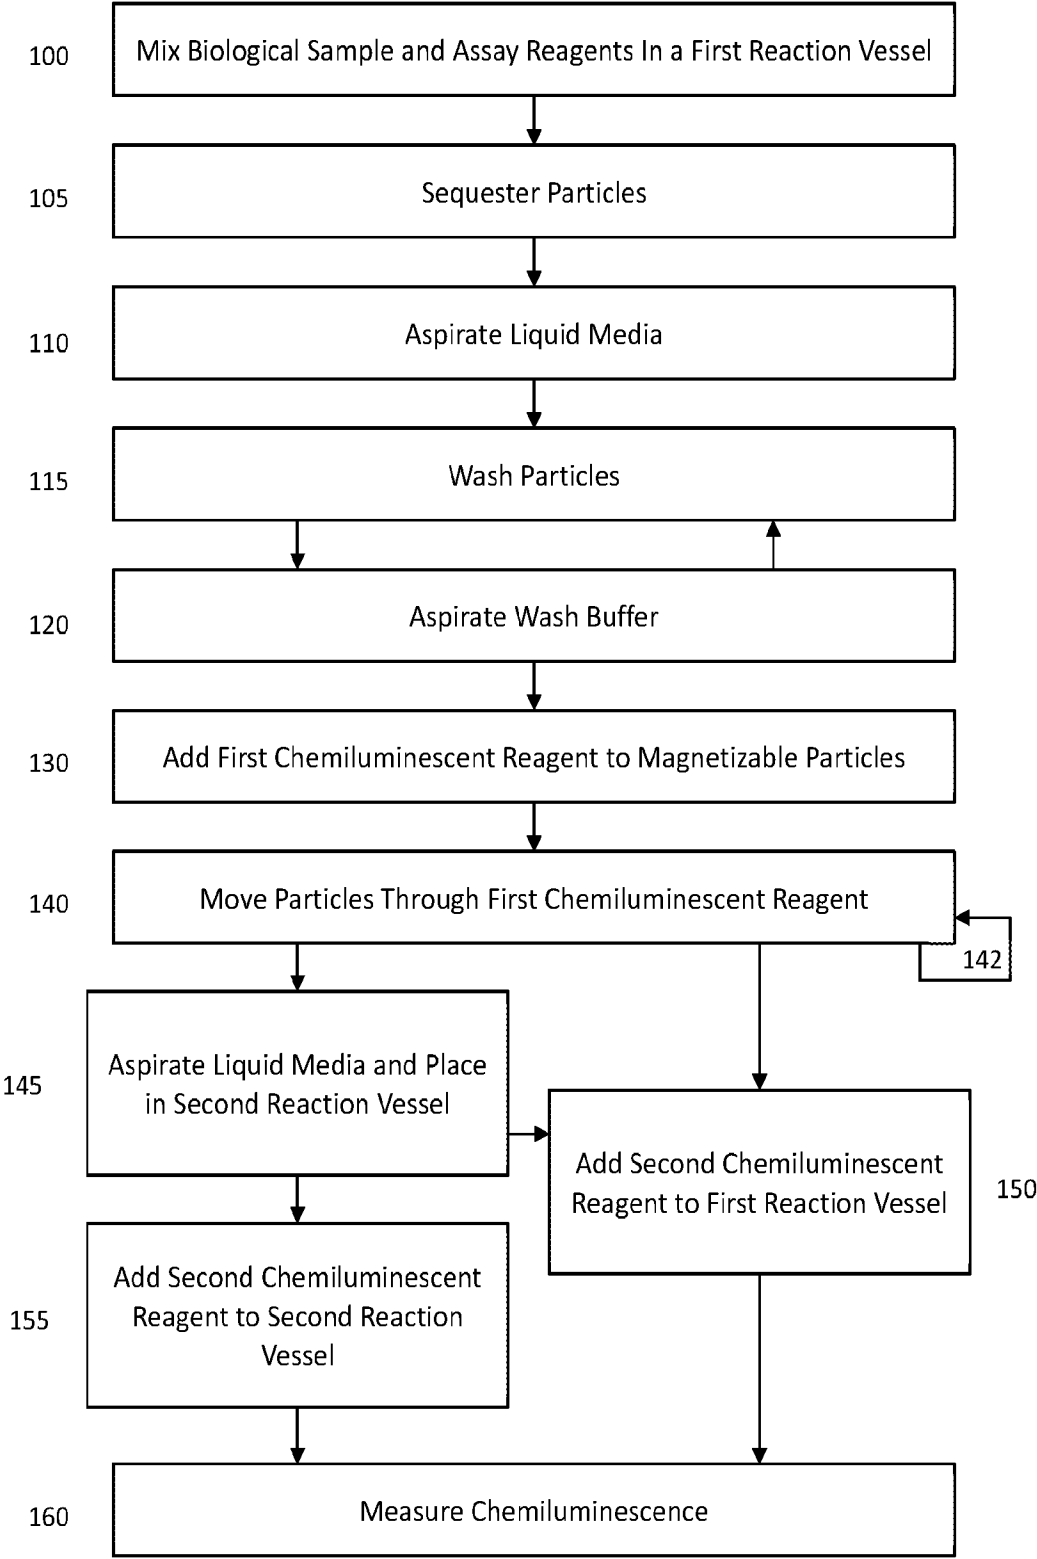 100
Mix Biological Sample and Assay Reagents In a First Reaction Vessel
105
Sequester Particles
110
Aspirate Liquid Media
115
Wash Particles
120
Aspirate Wash Buffer
130
Add First Chemiluminescent Reagent to Magnetizable Particles
140
Move Particles Through First Chemiluminescent Reagent
142
145
Aspirate Liquid Media and Place
in Second Reaction Vessel
Add Second Chemiluminescent
Reagent to First Reaction Vessel
150
155
Add Second Chemiluminescent
Reagent to Second Reaction
Vessel
160
Measure Chemiluminescence